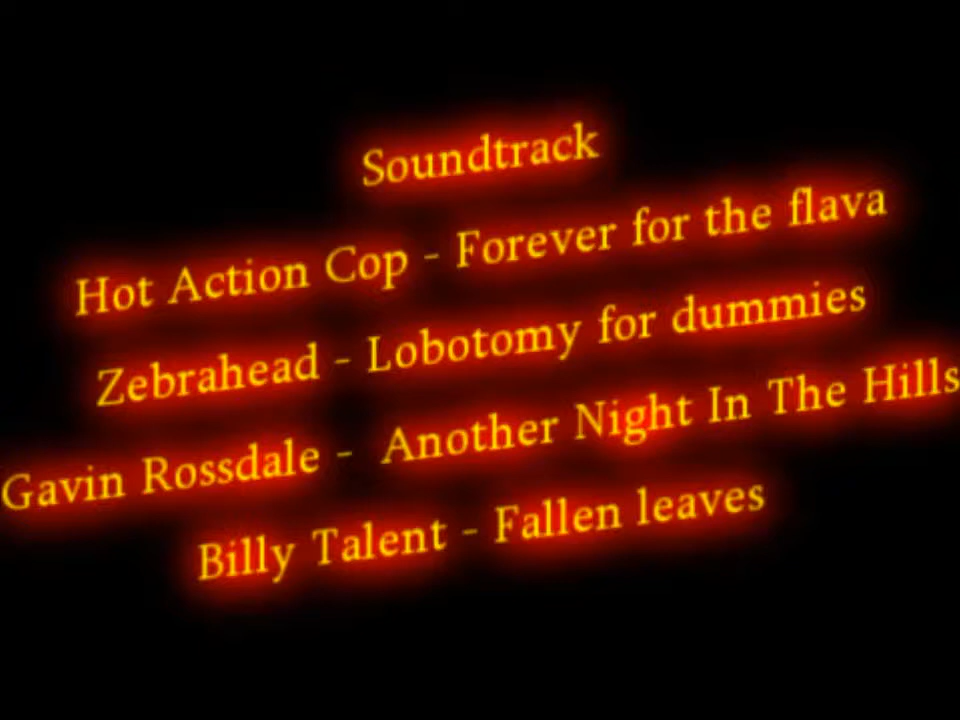 Soundtrack
Hot Action Cop - Forever for the flava
Zebrahead - Lobotomy for dummies
Gavin Rossdale - Another Night In The Hills
Billy Talent - Fallen leaves